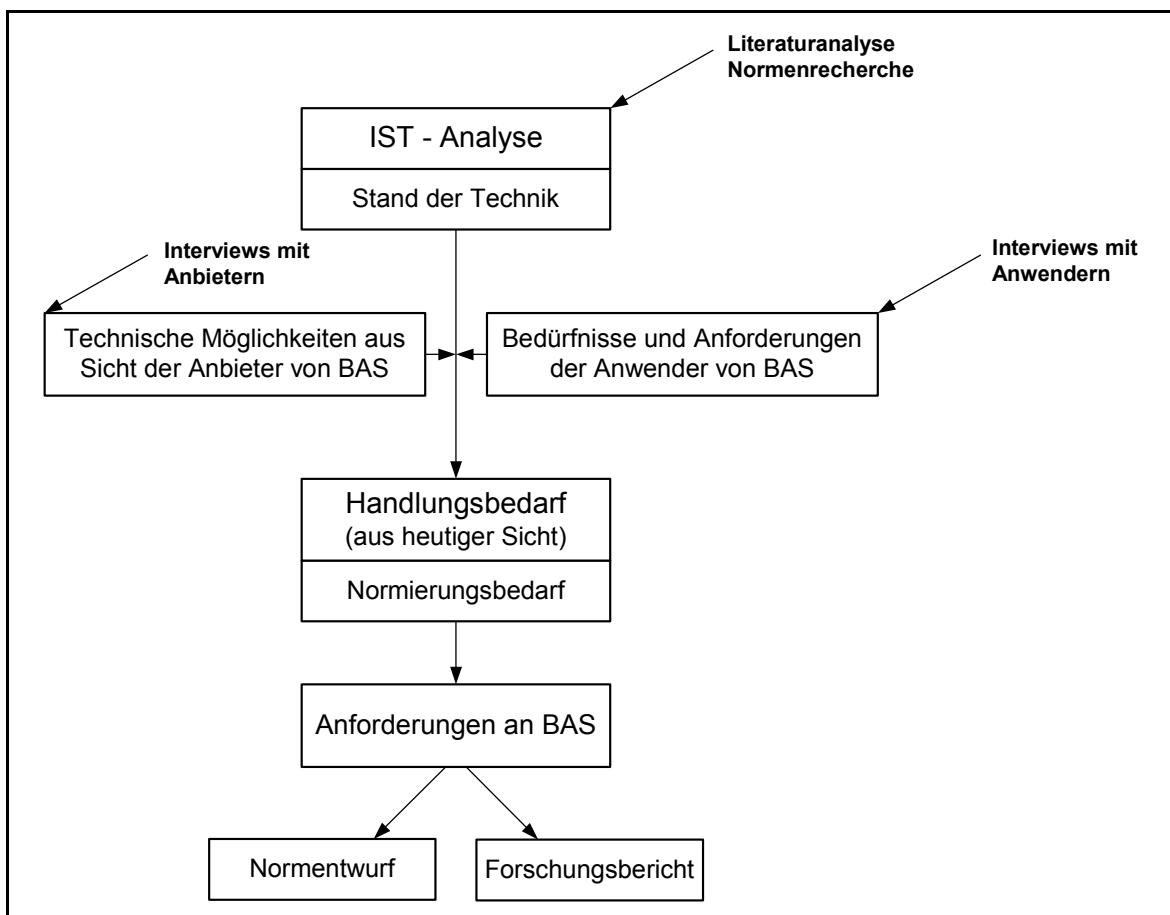 Literaturanalyse
Normenrecherche
IST - Analyse
Stand der Technik
Interviews mit
Anbietern
Interviews mit
Anwendern
Technische Möglichkeiten aus
Sicht der Anbieter von BAS
Bedürfnisse und Anforderungen
der Anwender von BAS
Handlungsbedarf
(aus heutiger Sicht)
Normierungsbedarf
Anforderungen an BAS
Normentwurf
Forschungsbericht